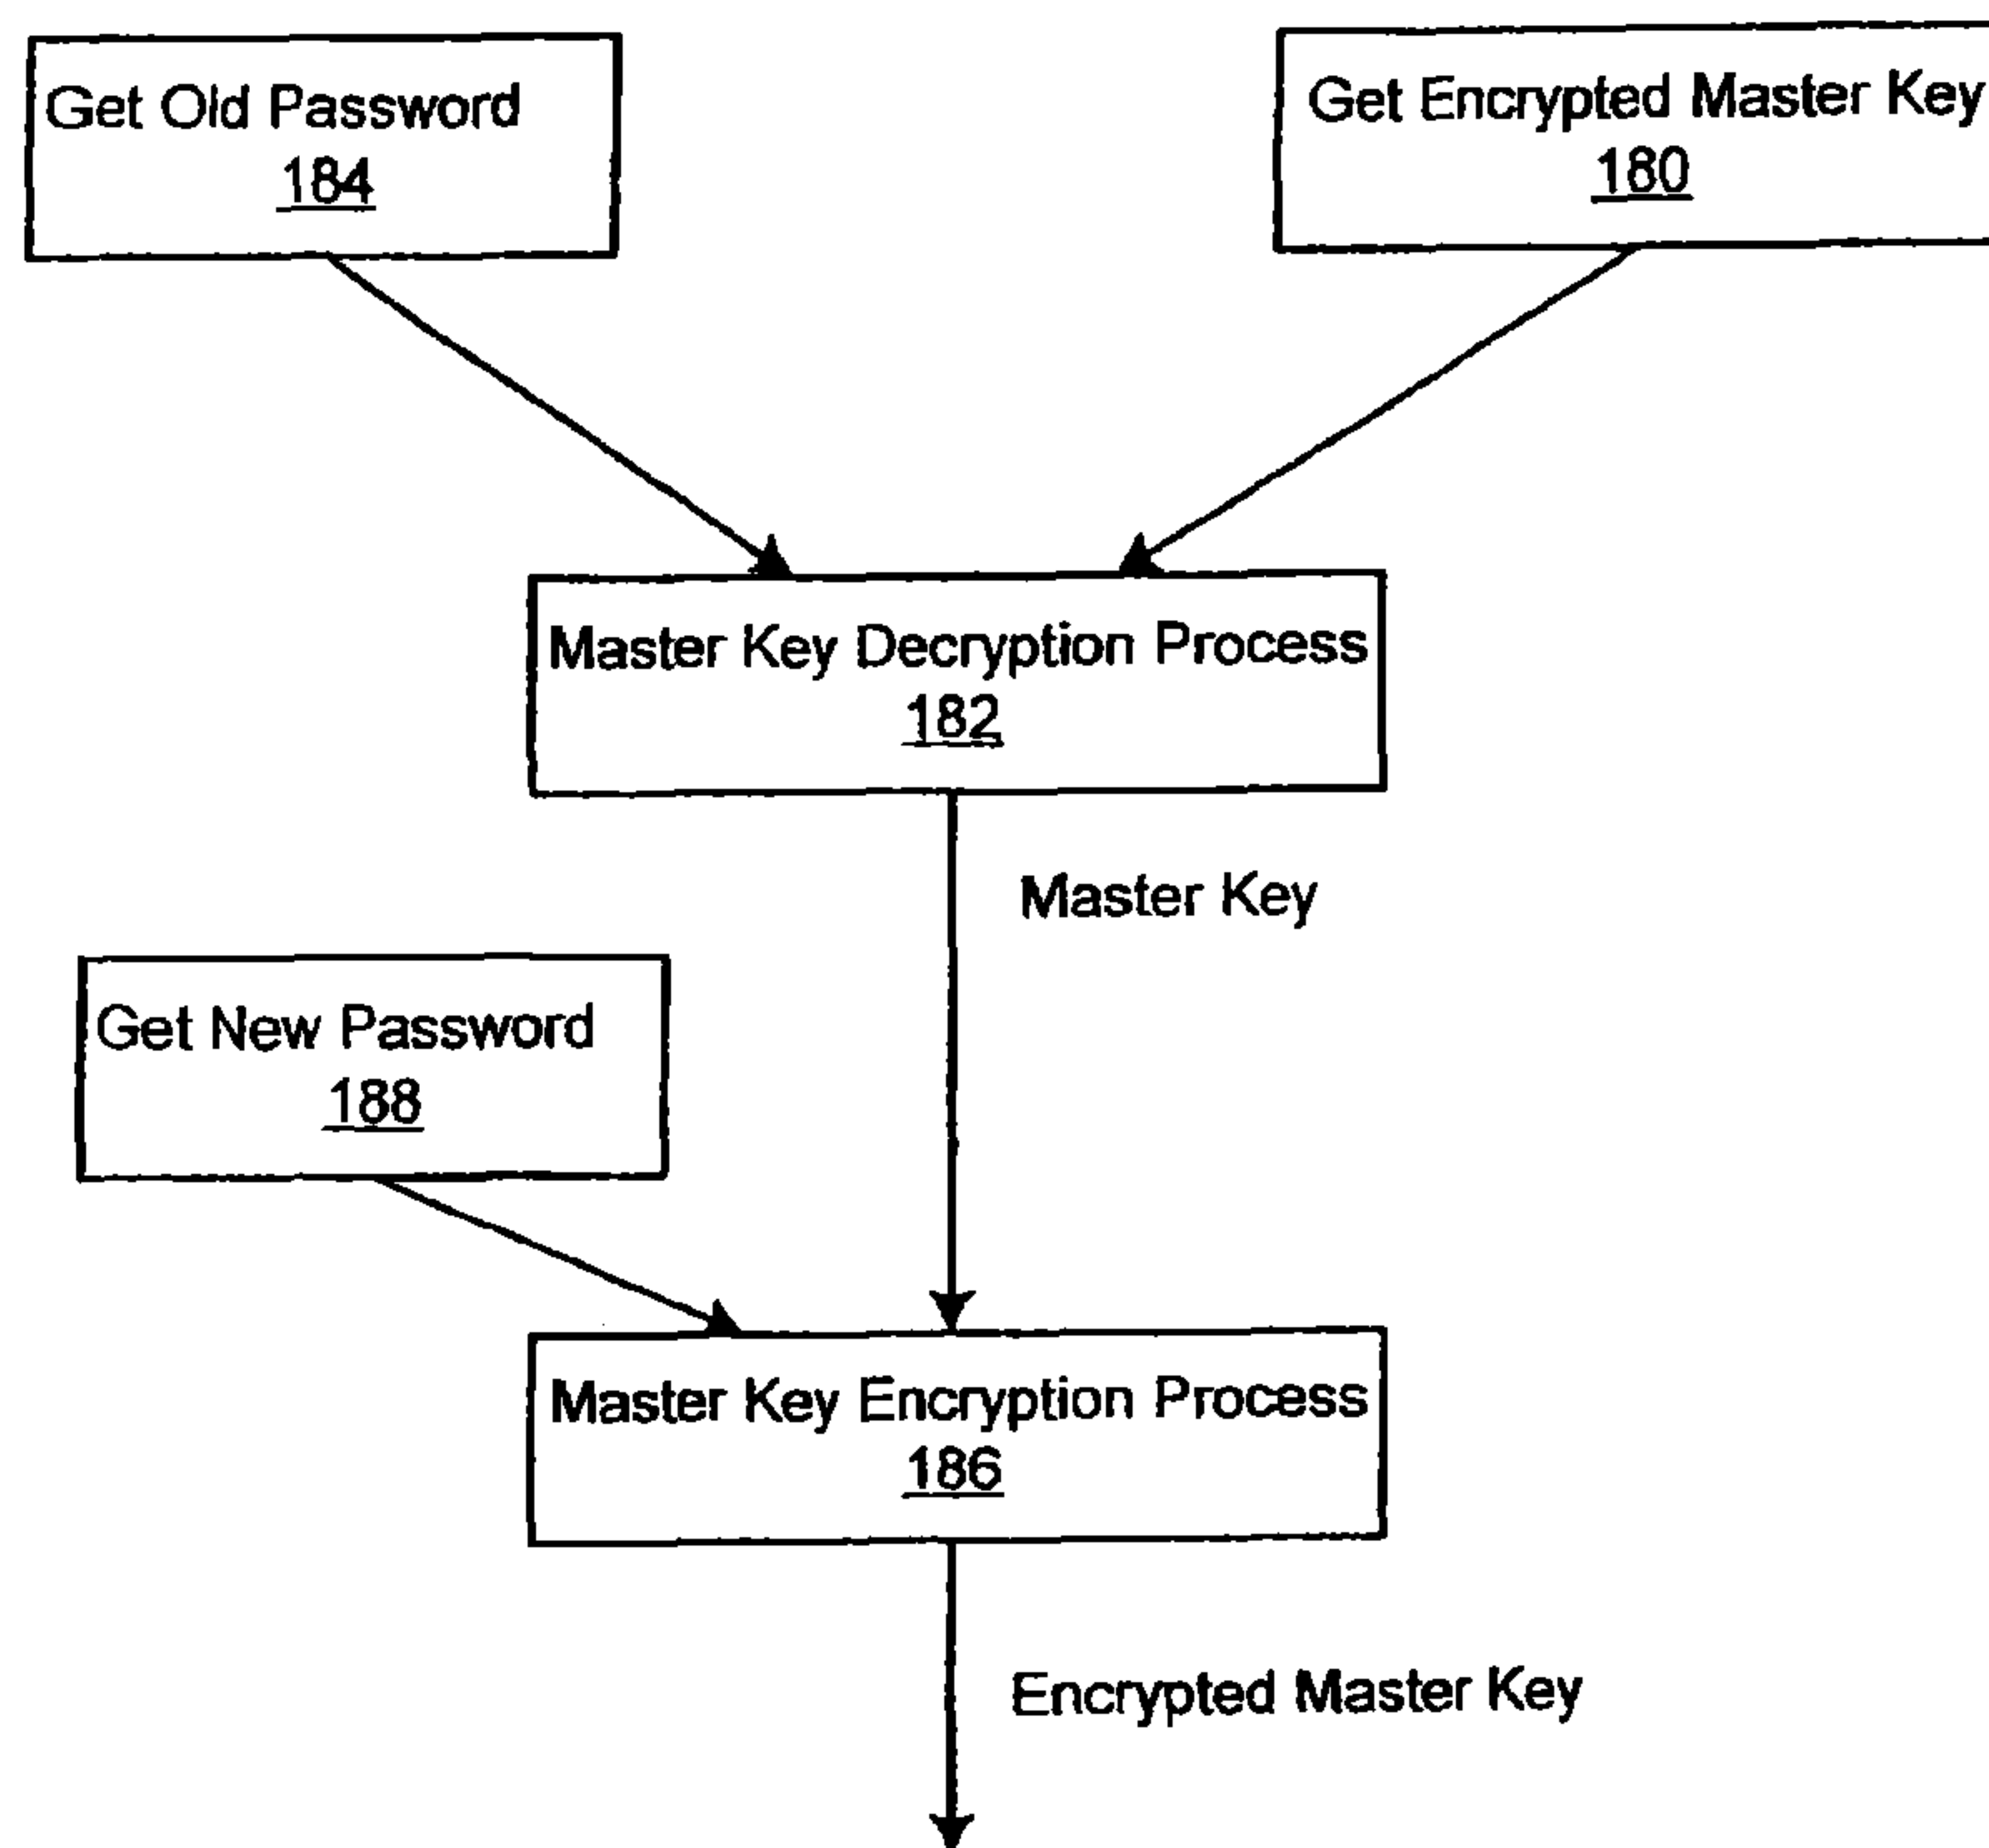 Get Old Password
184
Get Encrypted Master Key
180
Master Key Decryption Process
182
Master Key
Get New Password
188
Master Key Encryption Process
186
Encrypted Master Key